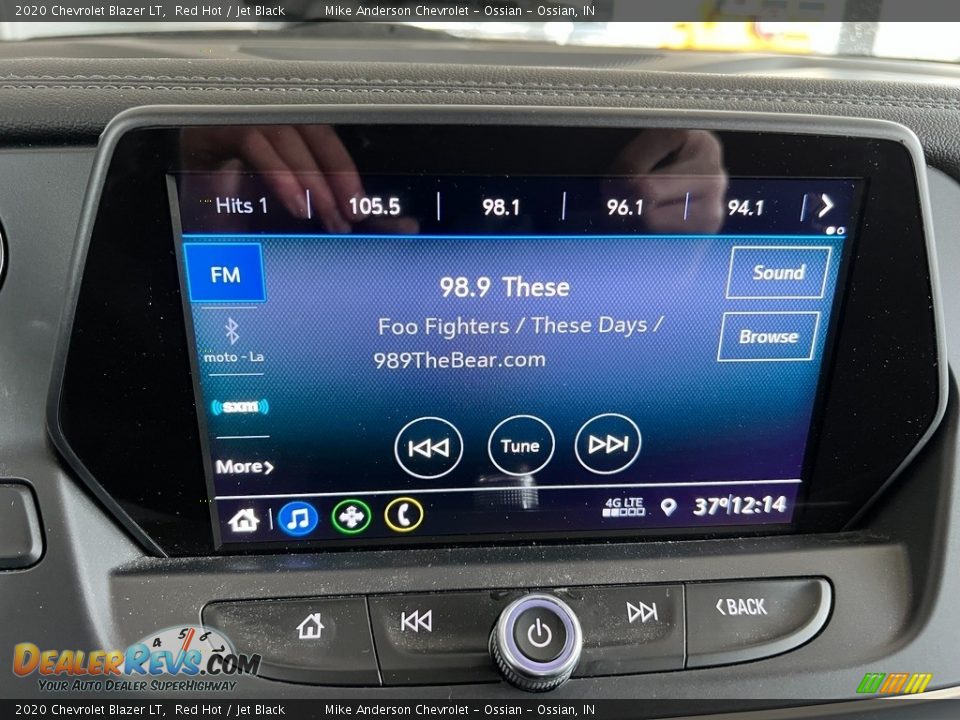 2020 Chevrolet Blazer LT,  Red Hot / Jet Black  Mike Anderson Chevrolet - Ossian - Ossian, IN
Hits 1 | 105.5 | 98.1 | 96.1 | 94.1 |
FM
98.9 These
Sound
Foo Fighters / These Days /
989TheBear.com
Browse
moto - La
sxm
More
Tune
4G LTE
37° 12:14
BACK
4 5 6
DealerRevs.com
Your Auto Dealer SuperHighway
2020 Chevrolet Blazer LT,  Red Hot / Jet Black  Mike Anderson Chevrolet - Ossian - Ossian, IN